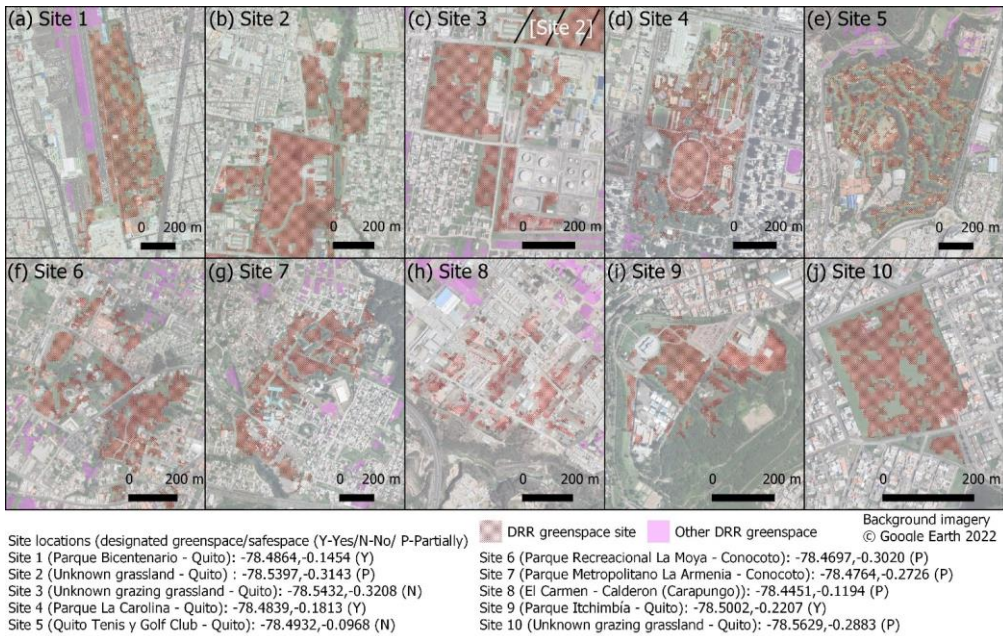 (a) Site 1
(b) Site 2
(c) Site 3
[Site 2]
(d) Site 4
(e) Site 5
0 200 m
0 200 m
0 200 m
0 200 m
0 200 m
(f) Site 6
(g) Site 7
(h) Site 8
(i) Site 9
(j) Site 10
0 200 m
0 200 m
0 200 m
0 200 m
0 200 m
DRR greenspace site
Other DRR greenspace
Background imagery
© Google Earth 2022
Site locations (designated greenspace/safespace (Y-Yes/N-No/ P-Partially)
Site 1 (Parque Bicentenario - Quito): -78.4864,-0.1454 (Y)
Site 2 (Unknown grassland - Quito) : -78.5397,-0.3143 (P)
Site 3 (Unknown grazing grassland - Quito): -78.5432,-0.3208 (N)
Site 4 (Parque La Carolina - Quito): -78.4839,-0.1813 (Y)
Site 5 (Quito Tenis y Golf Club - Quito): -78.4932,-0.0968 (N)
Site 6 (Parque Recreacional La Moya - Conocoto): -78.4697,-0.3020 (P)
Site 7 (Parque Metropolitano La Armenia - Conocoto): -78.4764,-0.2726 (P)
Site 8 (El Carmen - Calderon (Carapungo)): -78.4451,-0.1194 (P)
Site 9 (Parque Itchimbía - Quito): -78.5002,-0.2207 (Y)
Site 10 (Unknown grazing grassland - Quito): -78.5629,-0.2883 (P)